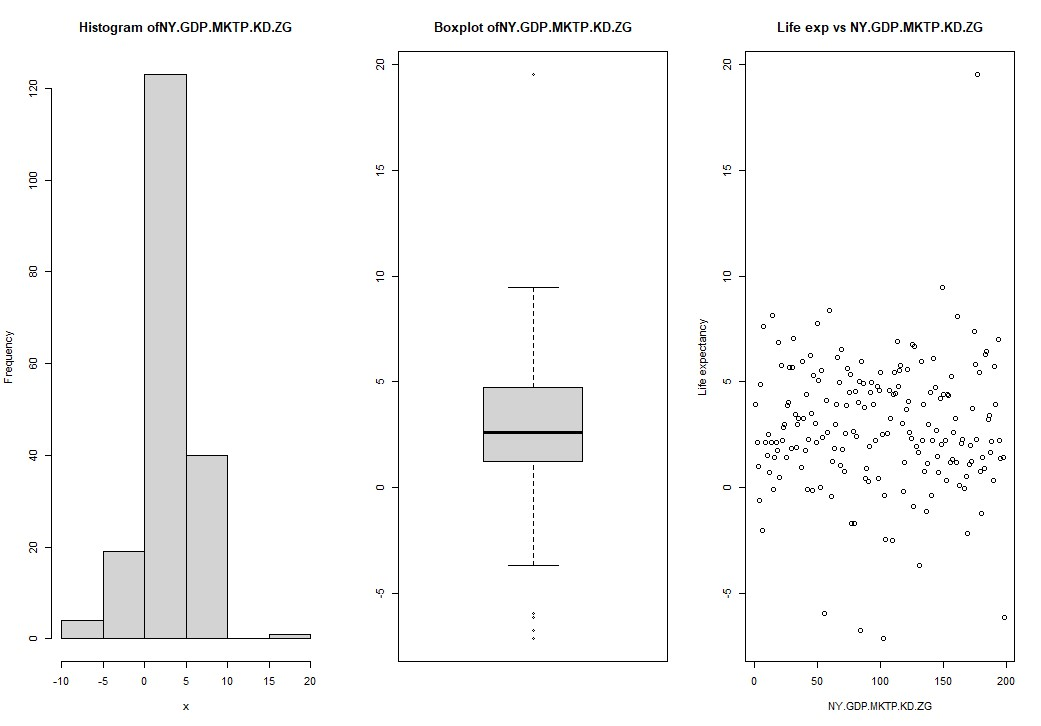 Histogram ofNY.GDP.MKTP.KD.ZG
Frequency
120
100
80
60
40
20
0
-10 -5 0 5 10 15 20
x
Boxplot ofNY.GDP.MKTP.KD.ZG
20
15
10
5
0
-5
Life exp vs NY.GDP.MKTP.KD.ZG
Life expectancy
20
15
10
5
0
-5
0 50 100 150 200
NY.GDP.MKTP.KD.ZG